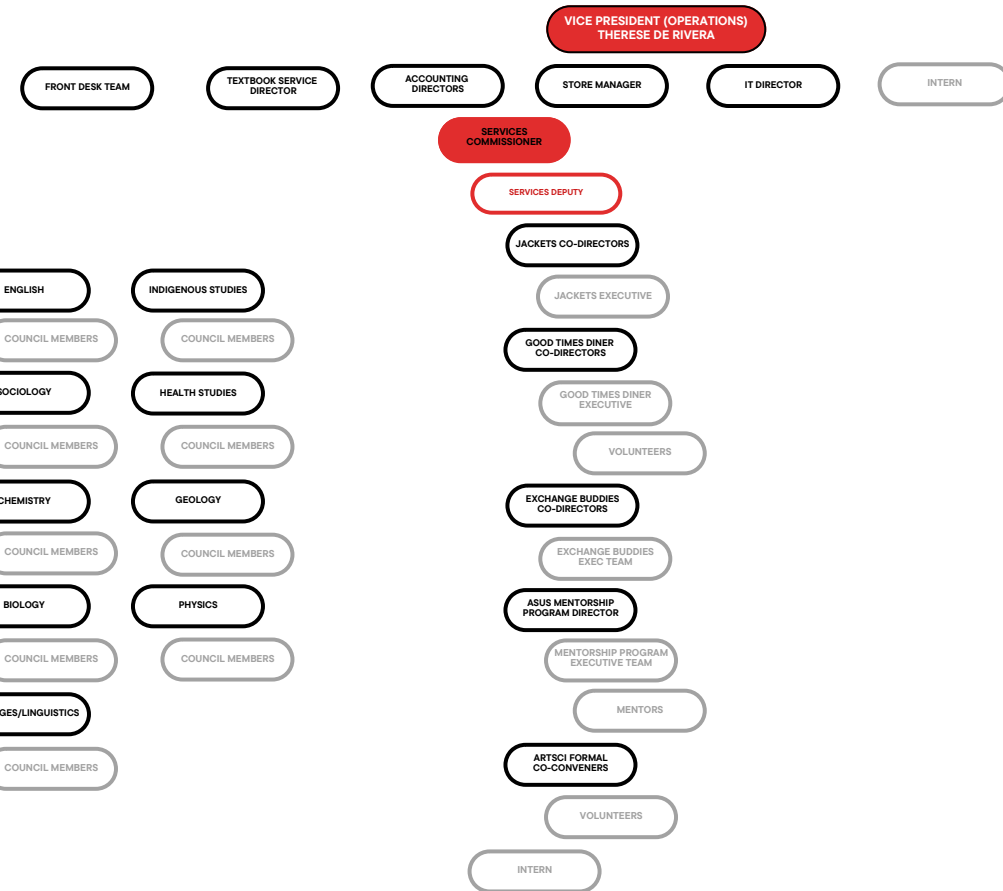 VICE PRESIDENT (OPERATIONS)
THERESE DE RIVERA
FRONT DESK TEAM
TEXTBOOK SERVICE
DIRECTOR
ACCOUNTING
DIRECTORS
STORE MANAGER
IT DIRECTOR
INTERN
SERVICES
COMMISSIONER
SERVICES DEPUTY
JACKETS CO-DIRECTORS
JACKETS EXECUTIVE
GOOD TIMES DINER
CO-DIRECTORS
GOOD TIMES DINER
EXECUTIVE
VOLUNTEERS
EXCHANGE BUDDIES
CO-DIRECTORS
EXCHANGE BUDDIES
EXEC TEAM
ASUS MENTORSHIP
PROGRAM DIRECTOR
MENTORSHIP PROGRAM
EXECUTIVE TEAM
MENTORS
ARTSCI FORMAL
CO-CONVENERS
VOLUNTEERS
INTERN
ENGLISH
COUNCIL MEMBERS
SOCIOLOGY
COUNCIL MEMBERS
CHEMISTRY
COUNCIL MEMBERS
BIOLOGY
COUNCIL MEMBERS
GES/LINGUISTICS
COUNCIL MEMBERS
INDIGENOUS STUDIES
COUNCIL MEMBERS
HEALTH STUDIES
COUNCIL MEMBERS
GEOLOGY
COUNCIL MEMBERS
PHYSICS
COUNCIL MEMBERS